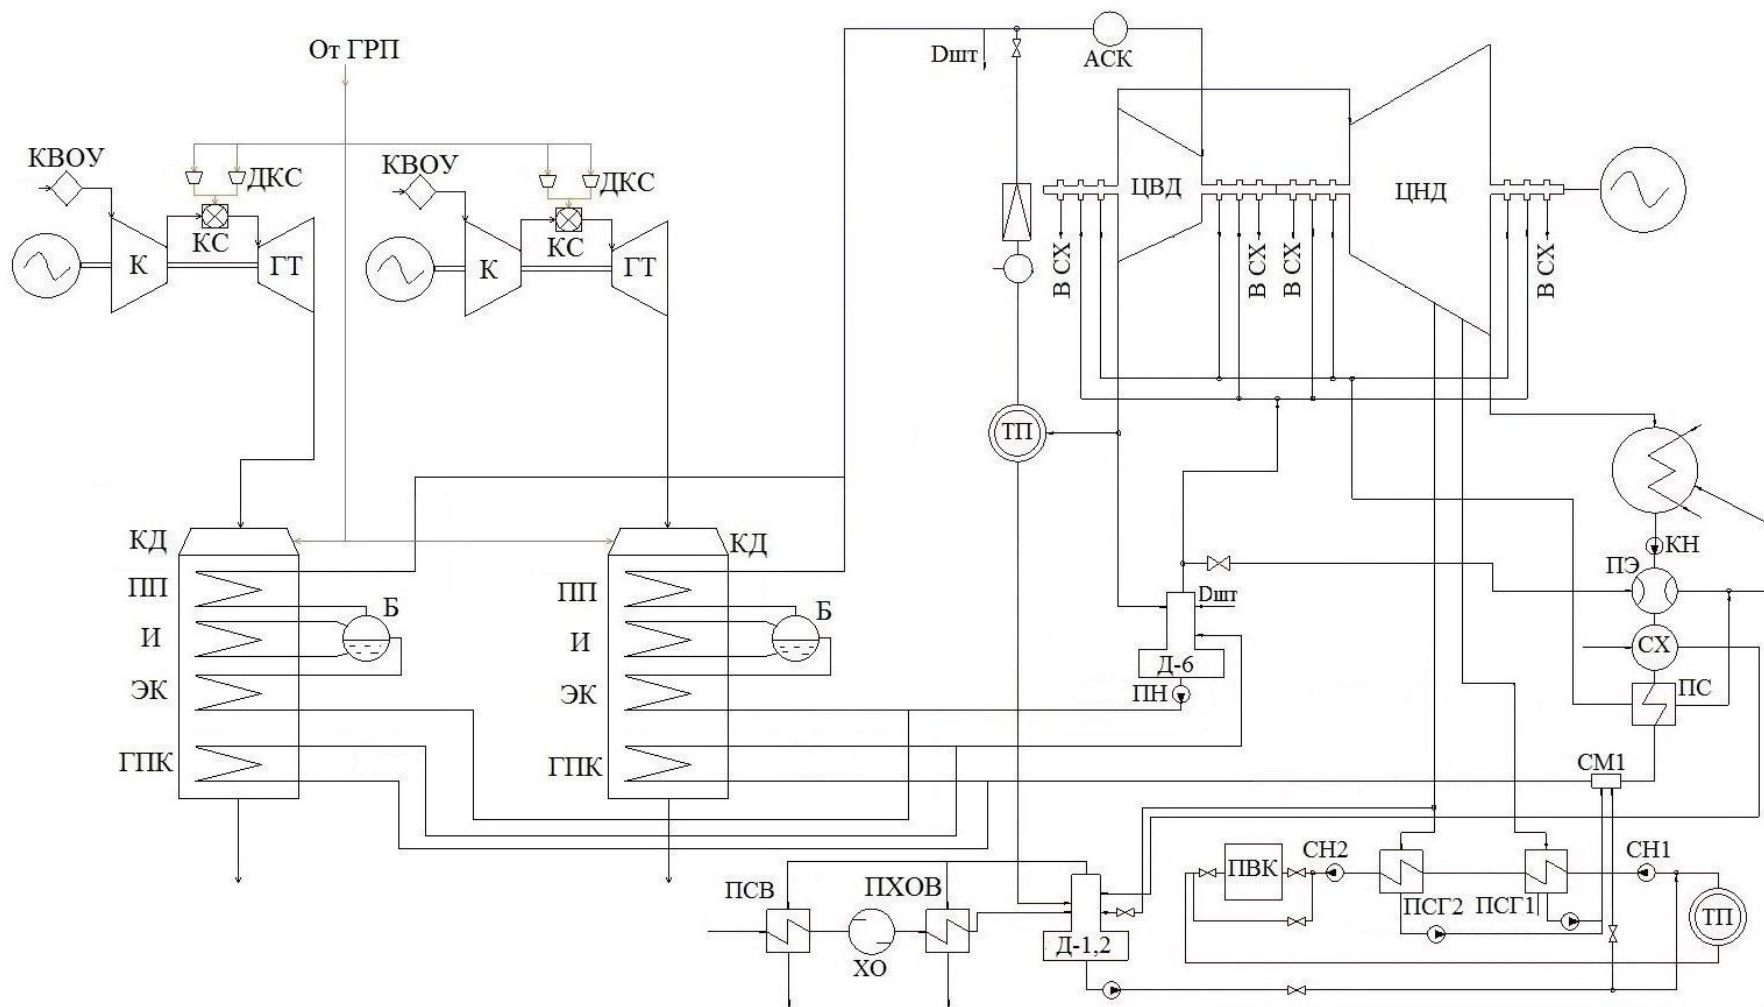 От ГРП
Dшт
АСК
КВОУ
ДКС
КС
К
ГТ
КВОУ
ДКС
КС
К
ГТ
ЦВД
ЦНД
В СХ
В СХ
В СХ
В СХ
ТП
КД
ПП
Б
И
ЭК
ГПК
КД
ПП
Б
И
ЭК
ГПК
Dшт
Д-6
ПН
КН
ПЭ
СХ
ПС
СМ1
ПСВ
ХО
ПХОВ
Д-1,2
ПВК
СН2
ПСГ2
ПСГ1
СН1
ТП